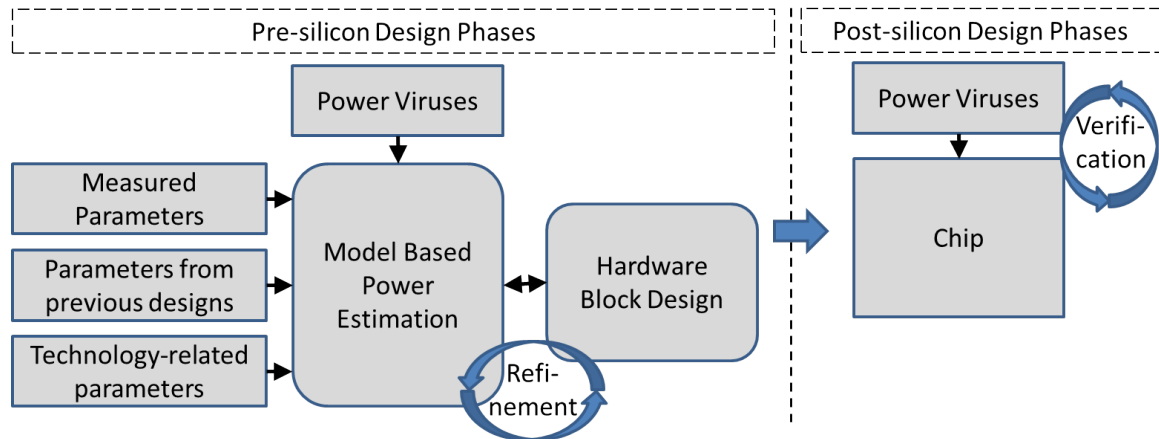 Pre-silicon Design Phases
Post-silicon Design Phases
Power Viruses
Measured
Parameters
Parameters from
previous designs
Technology-related
parameters
Model Based
Power
Estimation
Hardware
Block Design
Refi-
nement
Power Viruses
Verifi-
cation
Chip